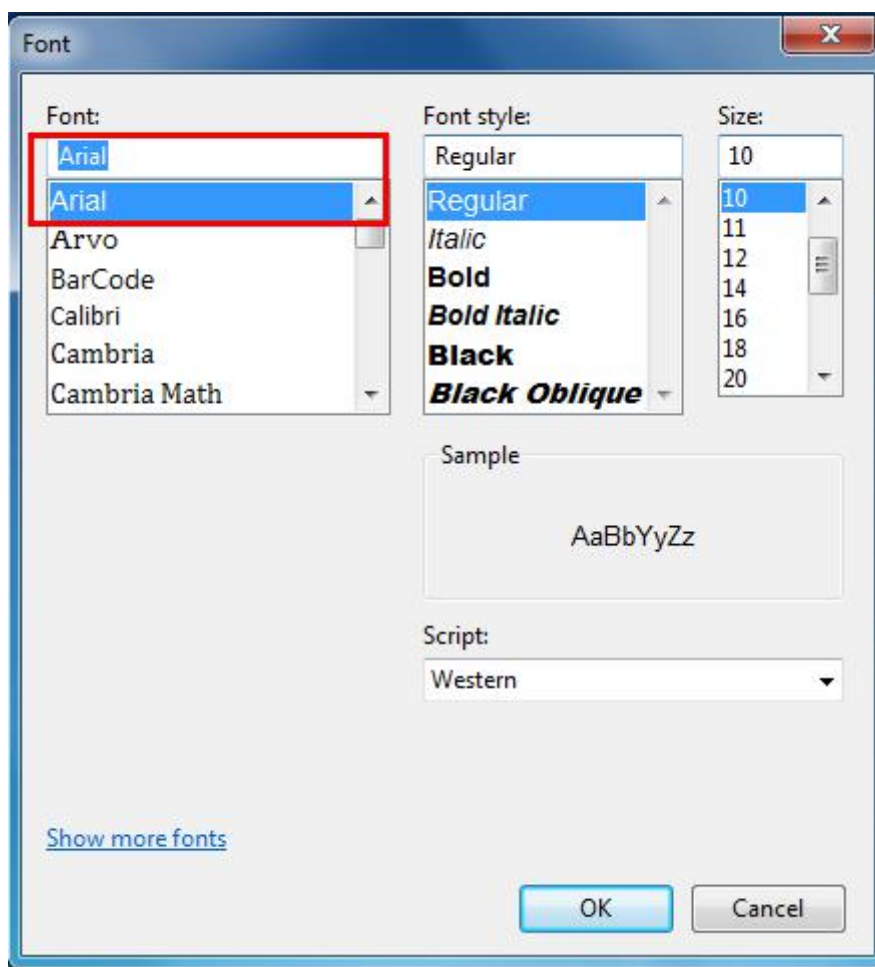 Font
Font:
Arial
Arial
Arvo
BarCode
Calibri
Cambria
Cambria Math
Font style:
Regular
Regular
Italic
Bold
Bold Italic
Black
Black Oblique
Size:
10
10
11
12
14
16
18
20
Sample
AaBbYyZz
Script:
Western
Show more fonts
OK
Cancel